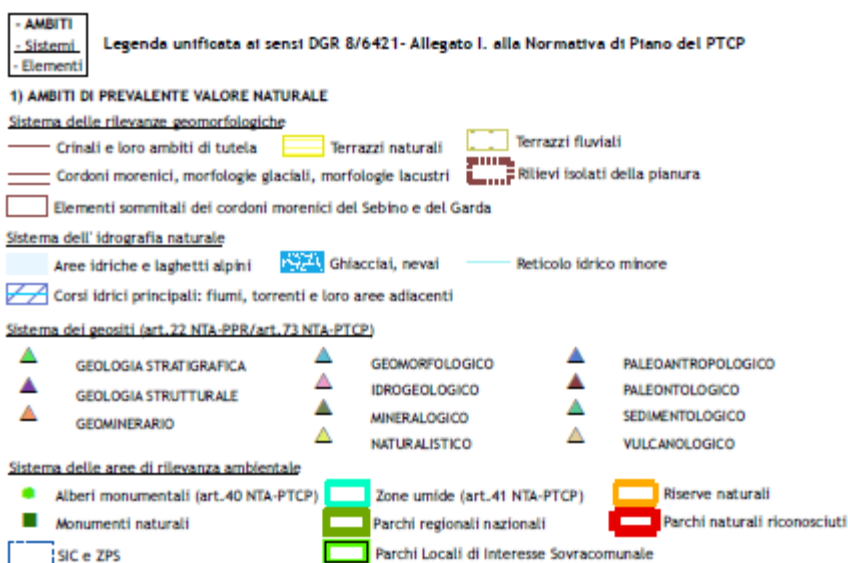 - AMBITI
- Sistemi
- Elementi
Legenda unificata ai sensi DGR 8/6421- Allegato I. alla Normativa di Piano del PTCP
1) AMBITI DI PREVALENTE VALORE NATURALE
Sistema delle rilevanze geomorfologiche
Crinali e loro ambiti di tutela Terrazzi naturali Terrazzi fluviali
Cordoni morenici, morfologie glaciali, morfologie lacustri Rilievi isolati della pianura
Elementi sommitali dei cordoni morenici del Sebino e del Garda
Sistema dell' idrografia naturale
Aree idriche e laghetti alpini Ghiacciai, nevai Reticolo idrico minore
Corsi idrici principali: fiumi, torrenti e loro aree adiacenti
Sistema dei geositi (art.22 NTA-PPR/art.73 NTA-PTCP)
GEOLOGIA STRATIGRAFICA GEOMORFOLOGICO PALEOANTROPOLOGICO
GEOLOGIA STRUTTURALE IDROGEOLOGICO PALEONTOLOGICO
GEOMINERARIO MINERALOGICO SEDIMENTOLOGICO
NATURALISTICO VULCANOLOGICO
Sistema delle aree di rilevanza ambientale
Alberi monumentali (art.40 NTA-PTCP) Zone umide (art.41 NTA-PTCP) Riserve naturali
Monumenti naturali Parchi regionali nazionali Parchi naturali riconosciuti
SIC e ZPS Parchi Locali di Interesse Sovracomunale